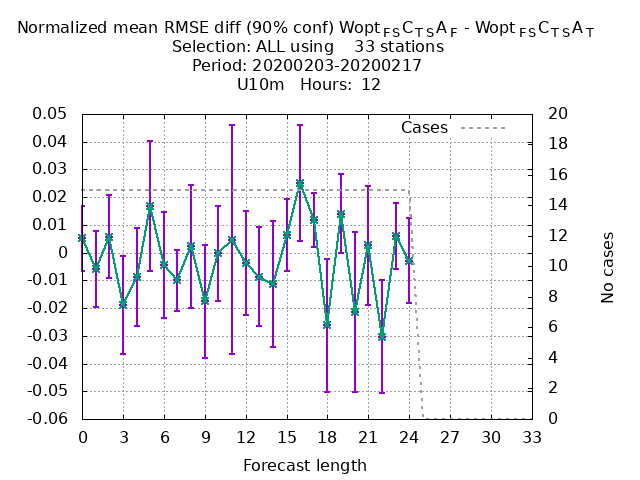 Normalized mean RMSE diff (90% conf) Wopt FS C T S A F - Wopt FS C T S A T
Selection: ALL using 33 stations
Period: 20200203-20200217
U10m Hours: 12
Cases
0.05
0.04
0.03
0.02
0.01
0
-0.01
-0.02
-0.03
-0.04
-0.05
-0.06
20
18
16
14
12
10
8
6
4
2
0
No cases
0 3 6 9 12 15 18 21 24 27 30 33
Forecast length